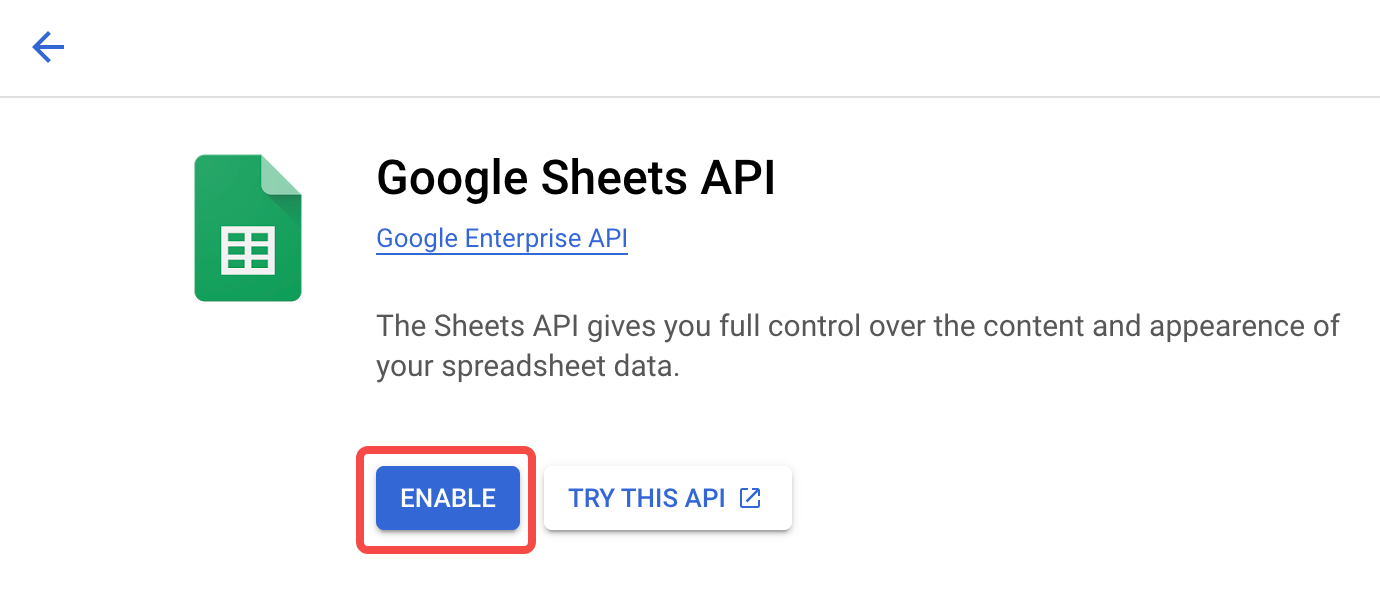 Google Sheets API
Google Enterprise API
The Sheets API gives you full control over the content and appearence of
your spreadsheet data.
ENABLE
TRY THIS API